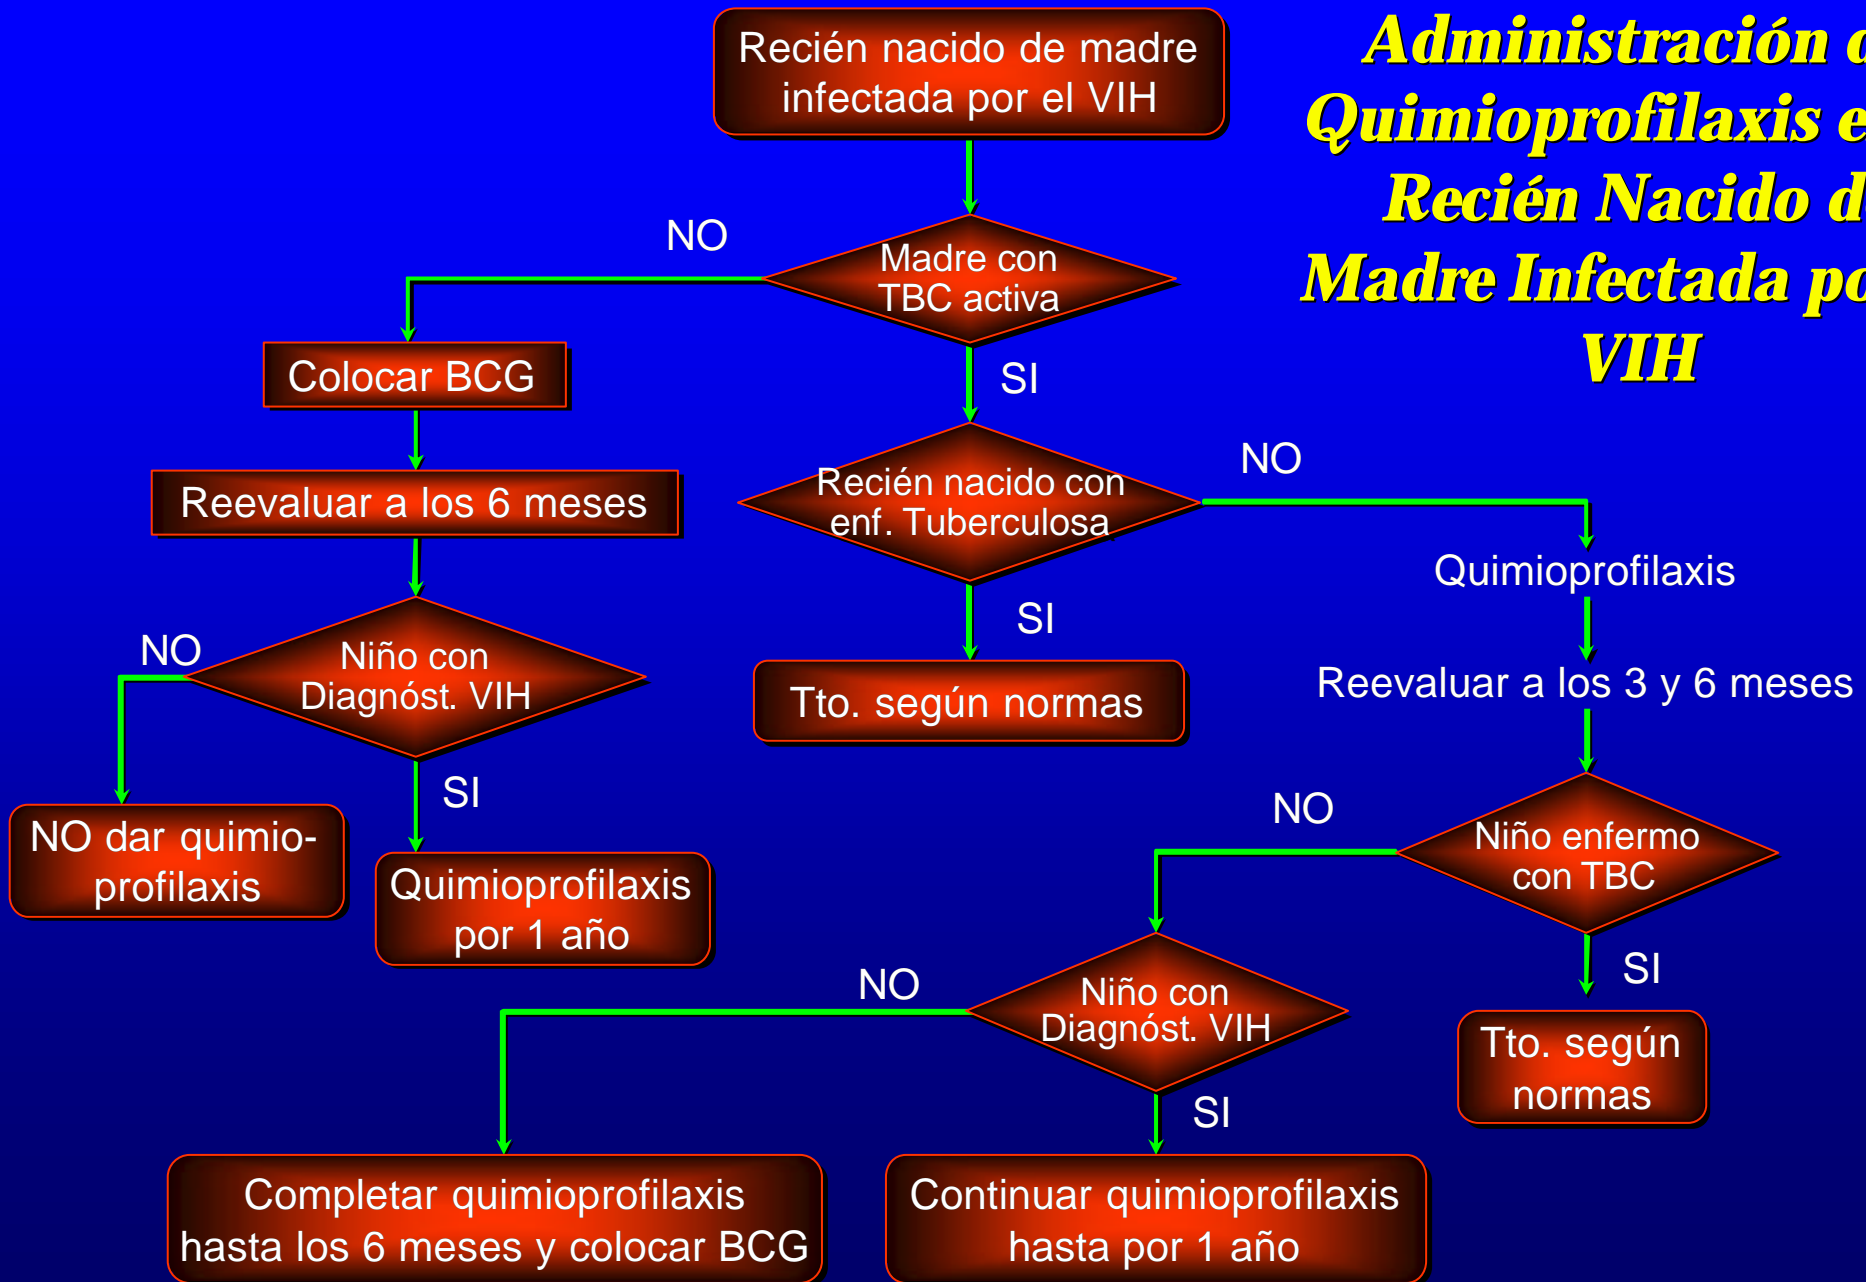 Administración d
Quimioprofilaxis e
Recién Nacido d
Madre Infectada po
VIH
Recién nacido de madre
infectada por el VIH
NO
Madre con
TBC activa
SI
Colocar BCG
Reevaluar a los 6 meses
NO
Niño con
Diagnóst. VIH
SI
NO dar quimio-
profilaxis
Quimioprofilaxis
por 1 año
Recién nacido con
enf. Tuberculosa
NO
SI
Tto. según normas
Quimioprofilaxis
Reevaluar a los 3 y 6 meses
NO
Niño enfermo
con TBC
SI
Tto. según
normas
NO
Niño con
Diagnóst. VIH
SI
Completar quimioprofilaxis
hasta los 6 meses y colocar BCG
Continuar quimioprofilaxis
hasta por 1 año